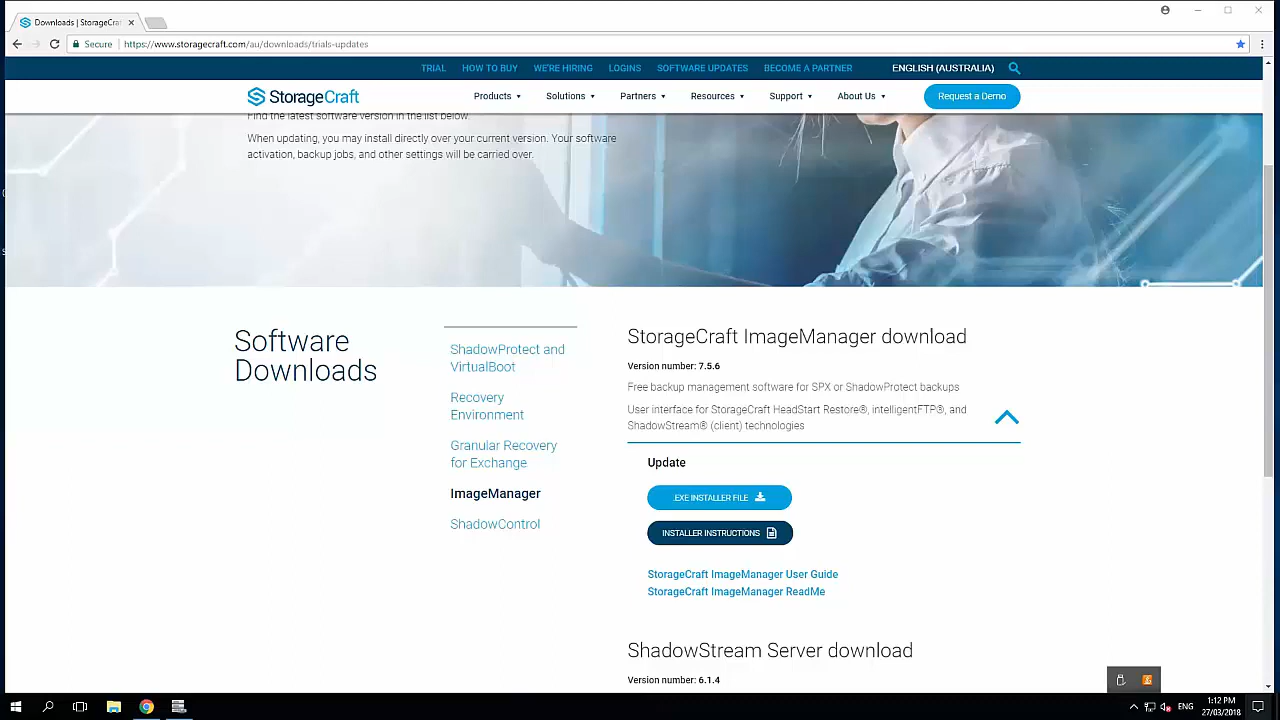 Downloads | StorageCra
Secure
https://www.storagecraft.com/au/downloads/trials-updates
TRIAL HOW TO BUY WE'RE HIRING LOGINS SOFTWARE UPDATES BECOME A PARTNER ENGLISH (AUSTRALIA)
StorageCraft Products Solutions Partners Resources Support About Us Request a Demo
Find the latest software version in the list below.
When updating, you may install directly over your current version. Your software
activation, backup jobs, and other settings will be carried over.
Software
Downloads
ShadowProtect and
VirtualBoot
Recovery
Environment
Granular Recovery
for Exchange
ImageManager
ShadowControl
StorageCraft ImageManager download
Version number: 7.5.6
Free backup management software for SPX or ShadowProtect backups
User interface for StorageCraft HeadStart Restore®, intelligentFTP®, and
ShadowStream® (client) technologies
Update
.EXE INSTALLER FILE
INSTALLER INSTRUCTIONS
StorageCraft ImageManager User Guide
StorageCraft ImageManager ReadMe
ShadowStream Server download
Version number: 6.1.4
ENG
1:12 PM
27/03/2018